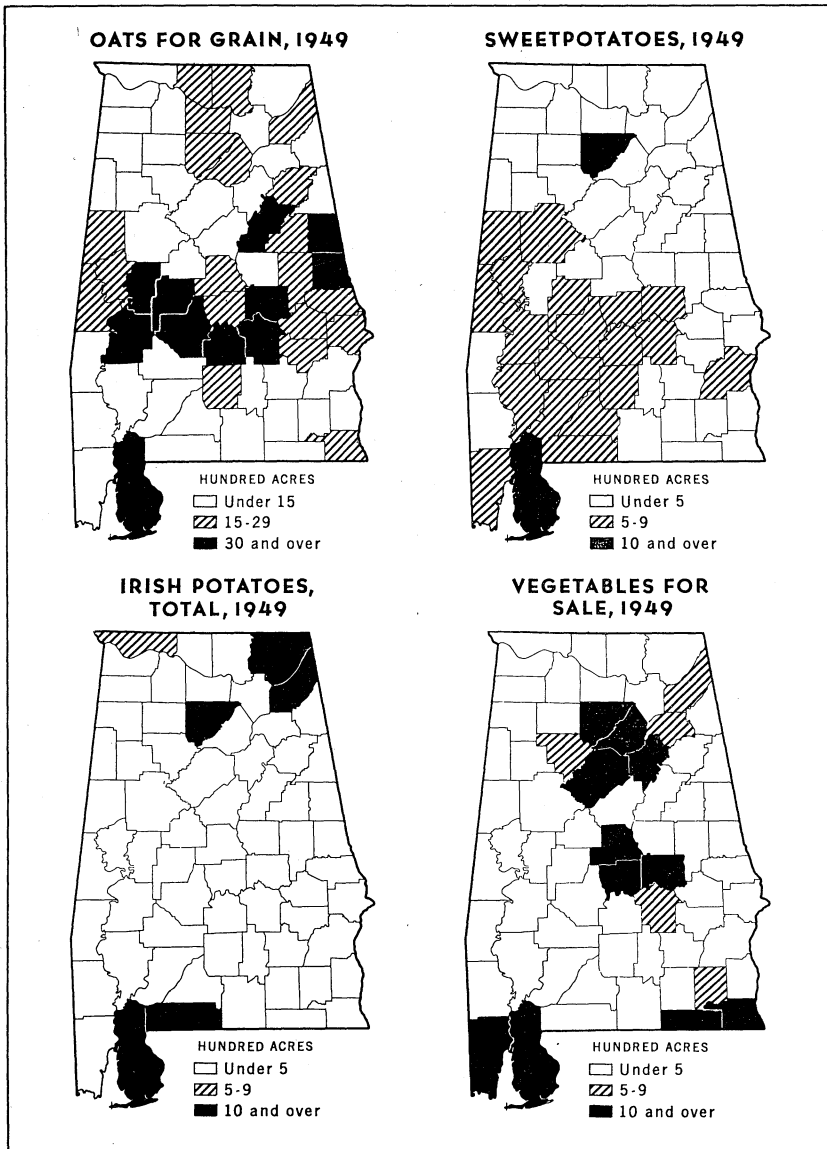 OATS FOR GRAIN, 1949
HUNDRED ACRES
Under 15
15-29
30 and over
SWEETPOTATOES, 1949
HUNDRED ACRES
Under 5
5-9
10 and over
IRISH POTATOES,
TOTAL, 1949
HUNDRED ACRES
Under 5
5-9
10 and over
VEGETABLES FOR
SALE, 1949
HUNDRED ACRES
Under 5
5-9
10 and over